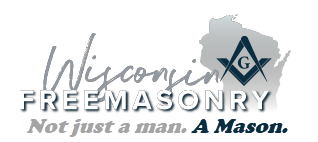 Wisconsin
G
FREEMASONRY
Not just a man. A Mason.